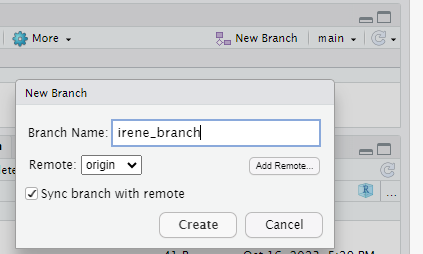 More New Branch main
New Branch
Branch Name: irene_branch
Remote: origin Add Remote...
Sync branch with remote
R
...
Create Cancel